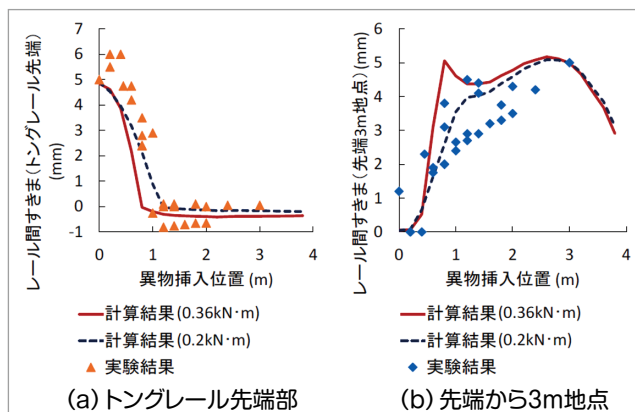 レール間すきま(トングレール先端)
(mm)
7
6
5
4
3
2
1
0
-1
0
1
2
3
4
異物挿入位置 (m)
計算結果(0.36kN·m)
計算結果(0.2kN·m)
実験結果
(a) トングレール先端部
レール間すきま(先端3m地点)(mm)
6
5
4
3
2
1
0
0
1
2
3
4
異物挿入位置 (m)
計算結果(0.36kN·m)
計算結果(0.2kN·m)
実験結果
(b) 先端から3m地点